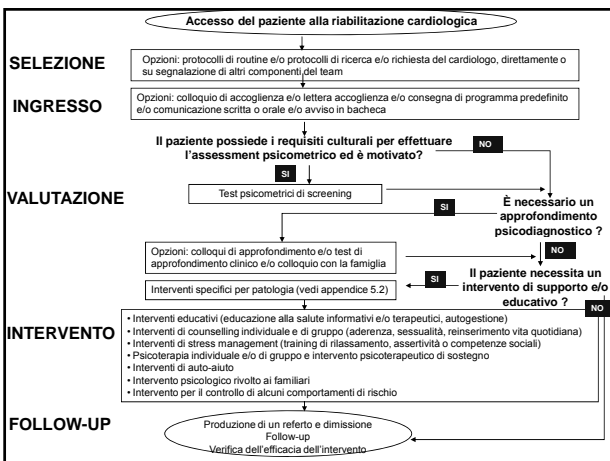 Accesso del paziente alla riabilitazione cardiologica
SELEZIONE
Opzioni: protocolli di routine e/o protocolli di ricerca e/o richiesta del cardiologo, direttamente o
su segnalazione di altri componenti del team
INGRESSO
Opzioni: colloquio di accoglienza e/o lettera accoglienza e/o consegna di programma predefinito
e/o comunicazione scritta o orale e/o avviso in bacheca
Il paziente possiede i requisiti culturali per effettuare
l'assessment psicometrico ed è motivato?
NO
SI
VALUTAZIONE
Test psicometrici di screening
SI
È necessario un
approfondimento
psicodiagnostico ?
NO
Opzioni: colloqui di approfondimento e/o test di
approfondimento clinico e/o colloquio con la famiglia
SI
Il paziente necessita un
intervento di supporto e/o
educativo ?
Interventi specifici per patologia (vedi appendice 5.2)
NO
INTERVENTO
• Interventi educativi (educazione alla salute informativi e/o terapeutici, autogestione)
• Interventi di counselling individuale e di gruppo (aderenza, sessualità, reinserimento vita quotidiana)
• Interventi di stress management (training di rilassamento, assertività o competenze sociali)
• Psicoterapia individuale e/o di gruppo e intervento psicoterapeutico di sostegno
• Interventi di auto-aiuto
• Intervento psicologico rivolto ai familiari
• Intervento per il controllo di alcuni comportamenti di rischio
FOLLOW-UP
Produzione di un referto e dimissione
Follow-up
Verifica dell'efficacia dell'intervento